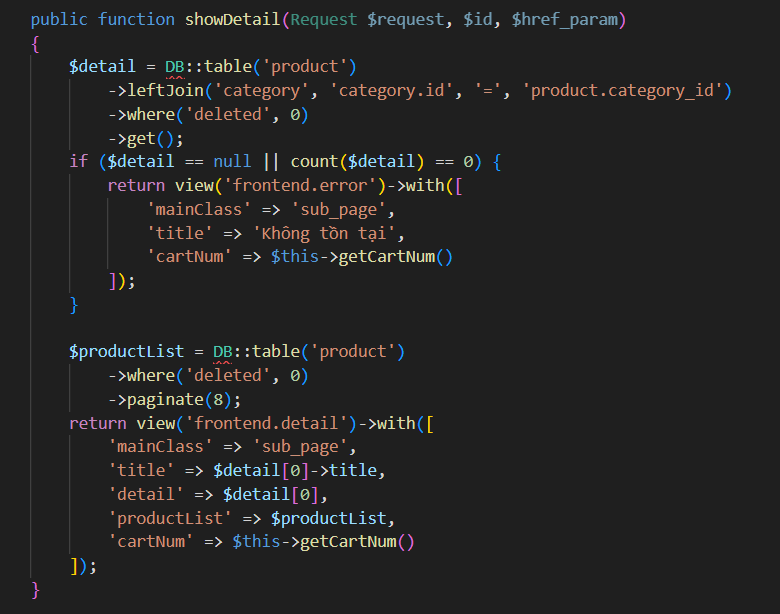 public function showDetail(Request $request, $id, $href_param)
{
    $detail = DB::table('product')
        ->leftJoin('category', 'category.id', '=', 'product.category_id')
        ->where('deleted', 0)
        ->get();
    if ($detail == null || count($detail) == 0) {
        return view('frontend.error')->with([
            'mainClass' => 'sub_page',
            'title' => 'Không tồn tại',
            'cartNum' => $this->getCartNum()
        ]);
    }

    $productList = DB::table('product')
        ->where('deleted', 0)
        ->paginate(8);
    return view('frontend.detail')->with([
        'mainClass' => 'sub_page',
        'title' => $detail[0]->title,
        'detail' => $detail[0],
        'productList' => $productList,
        'cartNum' => $this->getCartNum()
    ]);
}